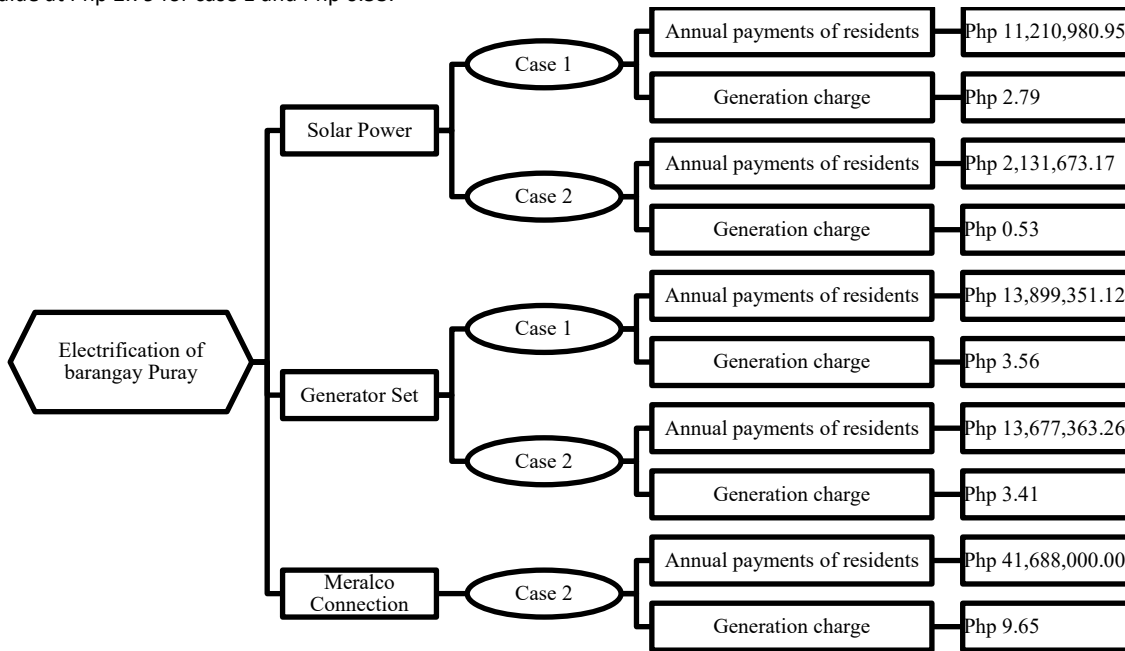 Annual payments of residents
Php 11,210,980.95
Case 1
Generation charge
Php 2.79
Solar Power
Annual payments of residents
Php 2,131,673.17
Case 2
Generation charge
Php 0.53
Annual payments of residents
Php 13,899,351.12
Case 1
Generation charge
Php 3.56
Electrification of
barangay Puray
Generator Set
Annual payments of residents
Php 13,677,363.26
Case 2
Generation charge
Php 3.41
Meralco
Connection
Annual payments of residents
Php 41,688,000.00
Case 2
Generation charge
Php 9.65